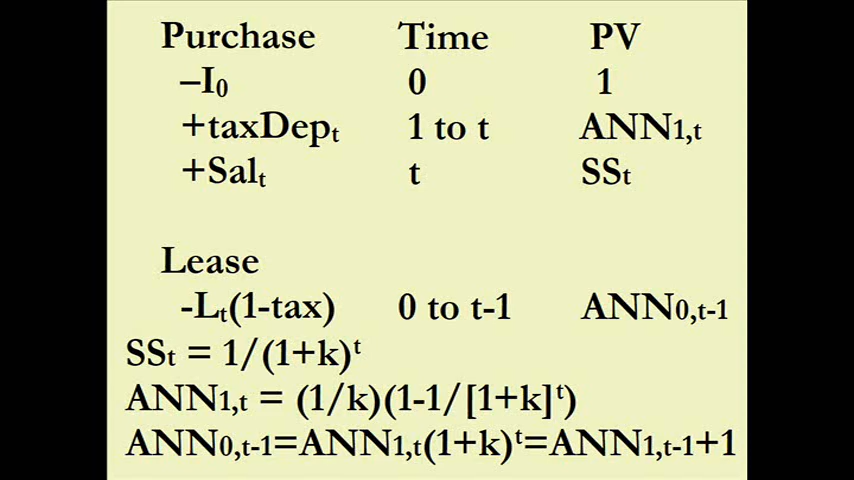 Purchase Time PV
–I₀ 0 1
+taxDepₜ 1 to t ANN₁,ₜ
+Salₜ t SSₜ
Lease
-Lₜ(1-tax) 0 to t-1 ANN₀,ₜ₋₁
SSₜ = 1/(1+k)ᵗ
ANN₁,ₜ = (1/k)(1-1/[1+k]ᵗ)
ANN₀,ₜ₋₁=ANN₁,ₜ(1+k)ᵗ=ANN₁,ₜ₋₁+1